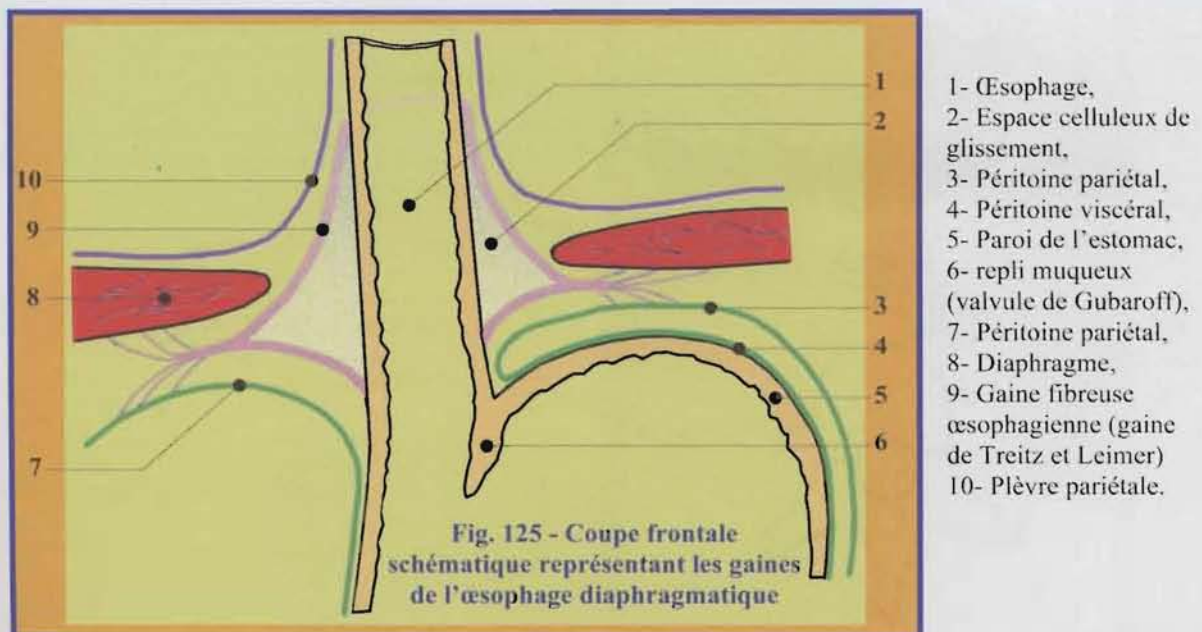 1
2
10
9
8
3
4
5
6
7
Fig. 125 - Coupe frontale
schématique représentant les gaines
de l'œsophage diaphragmatique
1- Œsophage,
2- Espace celluleux de
glissement,
3- Péritoine pariétal,
4- Péritoine viscéral,
5- Paroi de l'estomac,
6- repli muqueux
(valvule de Gubaroff),
7- Péritoine pariétal,
8- Diaphragme,
9- Gaine fibreuse
œsophagienne (gaine
de Treitz et Leimer)
10- Plèvre pariétale.